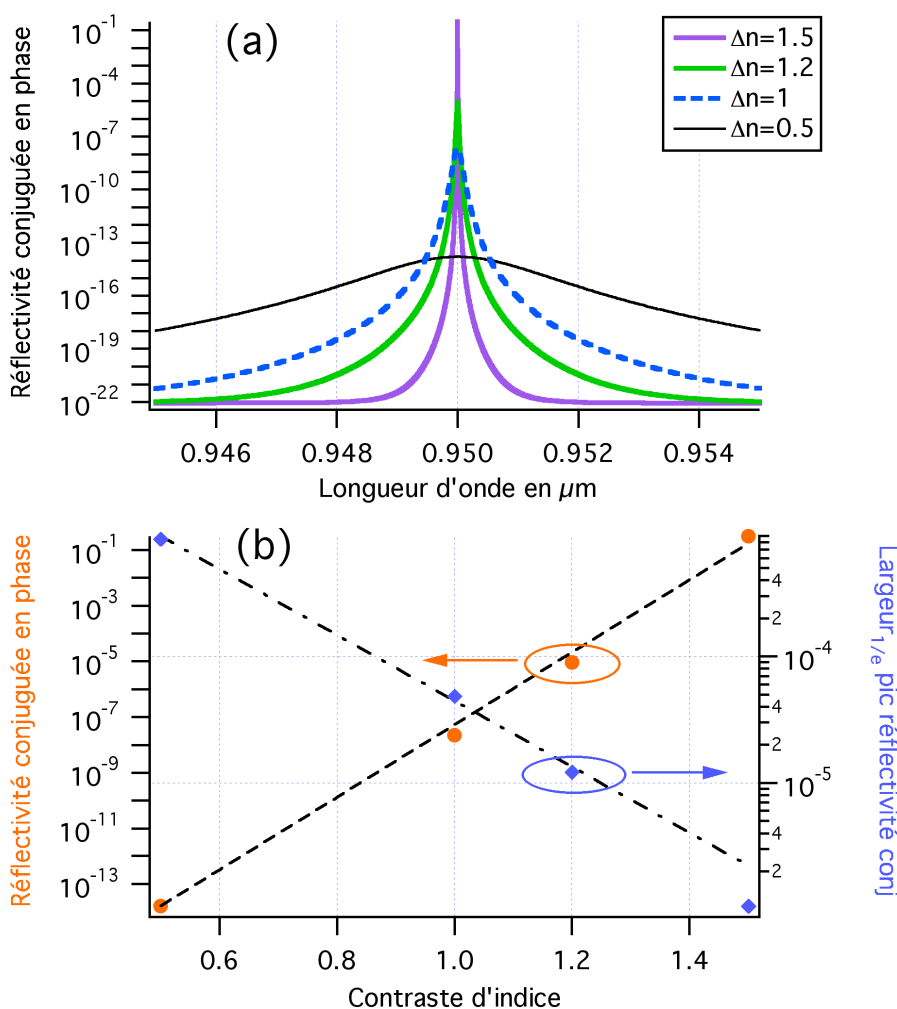 (a)
Réflectivité conjuguée en phase
10-1
10-4
10-7
10-10
10-13
10-16
10-19
10-22
Δn=1.5
Δn=1.2
Δn=1
Δn=0.5
0.946 0.948 0.950 0.952 0.954
Longueur d'onde en µm
(b)
Réflectivité conjuguée en phase
10-1
10-3
10-5
10-7
10-9
10-11
10-13
4
2
10-4
4
2
10-5
4
2
Largeur1/e pic réflectivité conj
0.6 0.8 1.0 1.2 1.4
Contraste d'indice